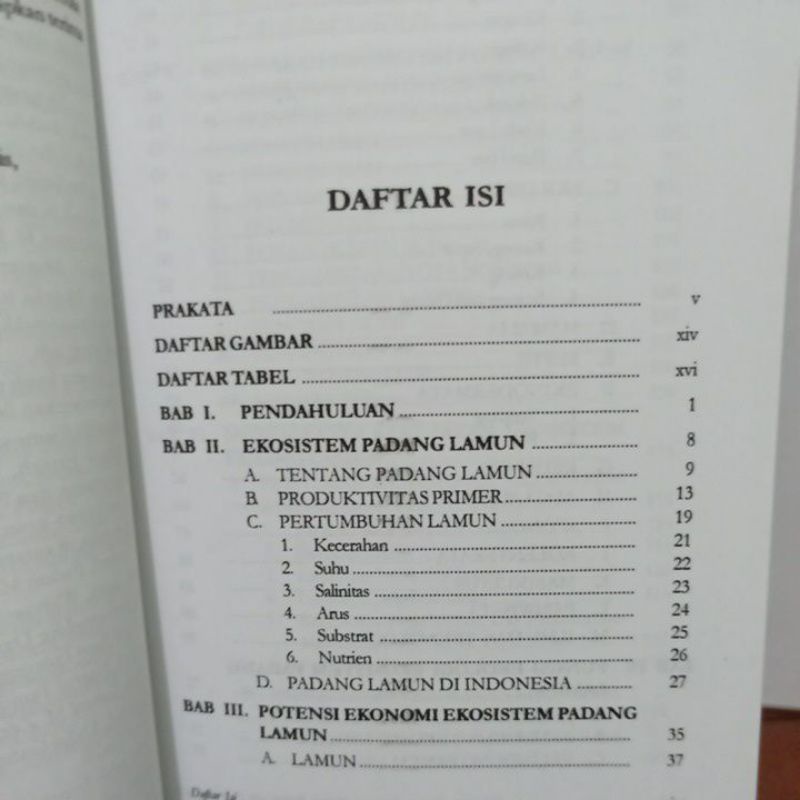 DAFTAR ISI
PRAKATA ........ v
DAFTAR GAMBAR ........ xiv
DAFTAR TABEL ........ xvi
BAB I. PENDAHULUAN ........ 1
BAB II. EKOSISTEM PADANG LAMUN ........ 8
A. TENTANG PADANG LAMUN ........ 9
B. PRODUKTIVITAS PRIMER ........ 13
C. PERTUMBUHAN LAMUN ........ 19
1. Kecerahan ........ 21
2. Suhu ........ 22
3. Salinitas ........ 23
4. Arus ........ 24
5. Substrat ........ 25
6. Nutrien ........ 26
D. PADANG LAMUN DI INDONESIA ........ 27
BAB III. POTENSI EKONOMI EKOSISTEM PADANG
LAMUN ........ 35
A. LAMUN ........ 37
Daftar Isi